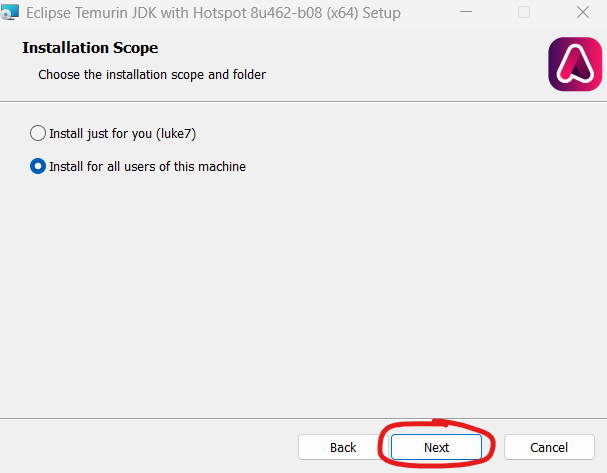 Eclipse Temurin JDK with Hotspot 8u462-b08 (x64) Setup
Installation Scope
Choose the installation scope and folder
Install just for you (luke7)
Install for all users of this machine
Back Next Cancel